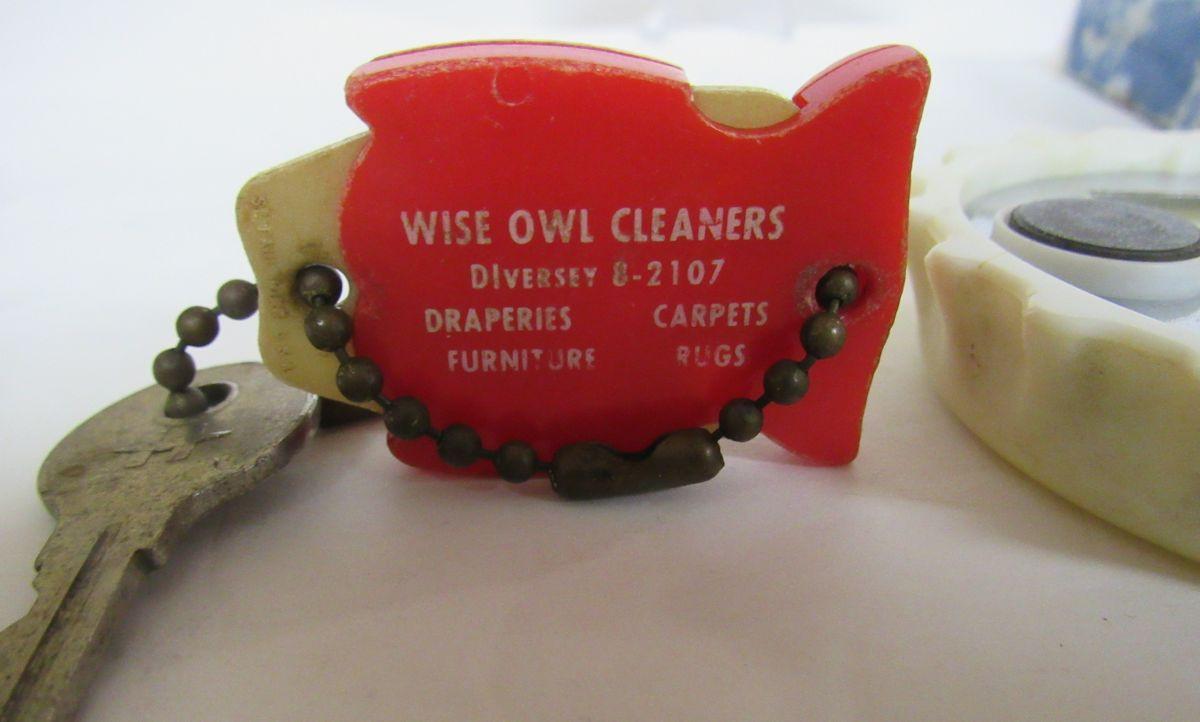 WISE OWL CLEANERS
DIVERSEY 8-2107
DRAPERIES CARPETS
FURNITURE RUGS